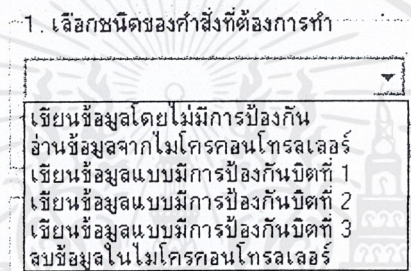 1. เลือกชนิดของคำสั่งที่ต้องการทำ
เขียนข้อมูลโดยไม่มีการป้องกัน
อ่านข้อมูลจากไมโครคอนโทรลเลอร์
เขียนข้อมูลแบบมีการป้องกันบิตที่ 1
เขียนข้อมูลแบบมีการป้องกันบิตที่ 2
เขียนข้อมูลแบบมีการป้องกันบิตที่ 3
ลบข้อมูลในไมโครคอนโทรลเลอร์